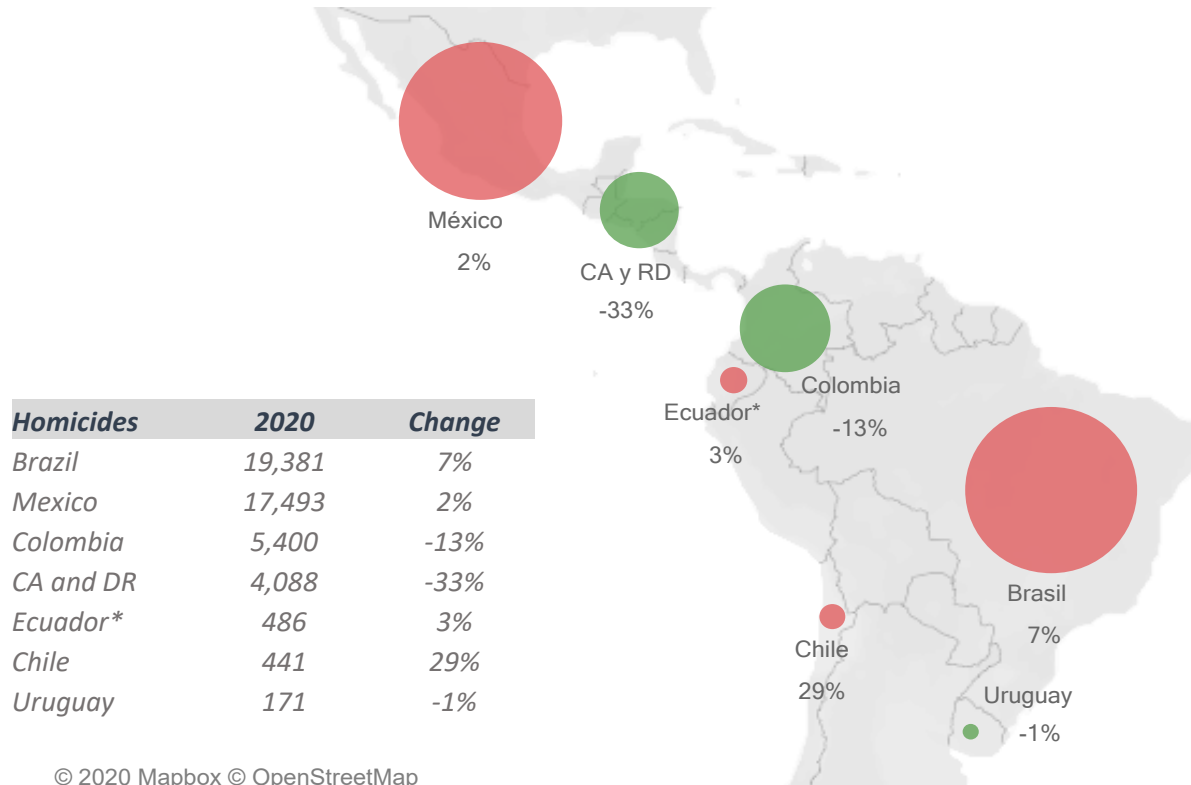 México
2%
CA y RD
-33%
Colombia
-13%
Ecuador*
3%
Homicides 2020 Change
Brazil 19,381 7%
Mexico 17,493 2%
Colombia 5,400 -13%
CA and DR 4,088 -33%
Ecuador* 486 3%
Chile 441 29%
Uruguay 171 -1%
Brasil
7%
Chile
29%
Uruguay
-1%
© 2020 Mapbox © OpenStreetMap